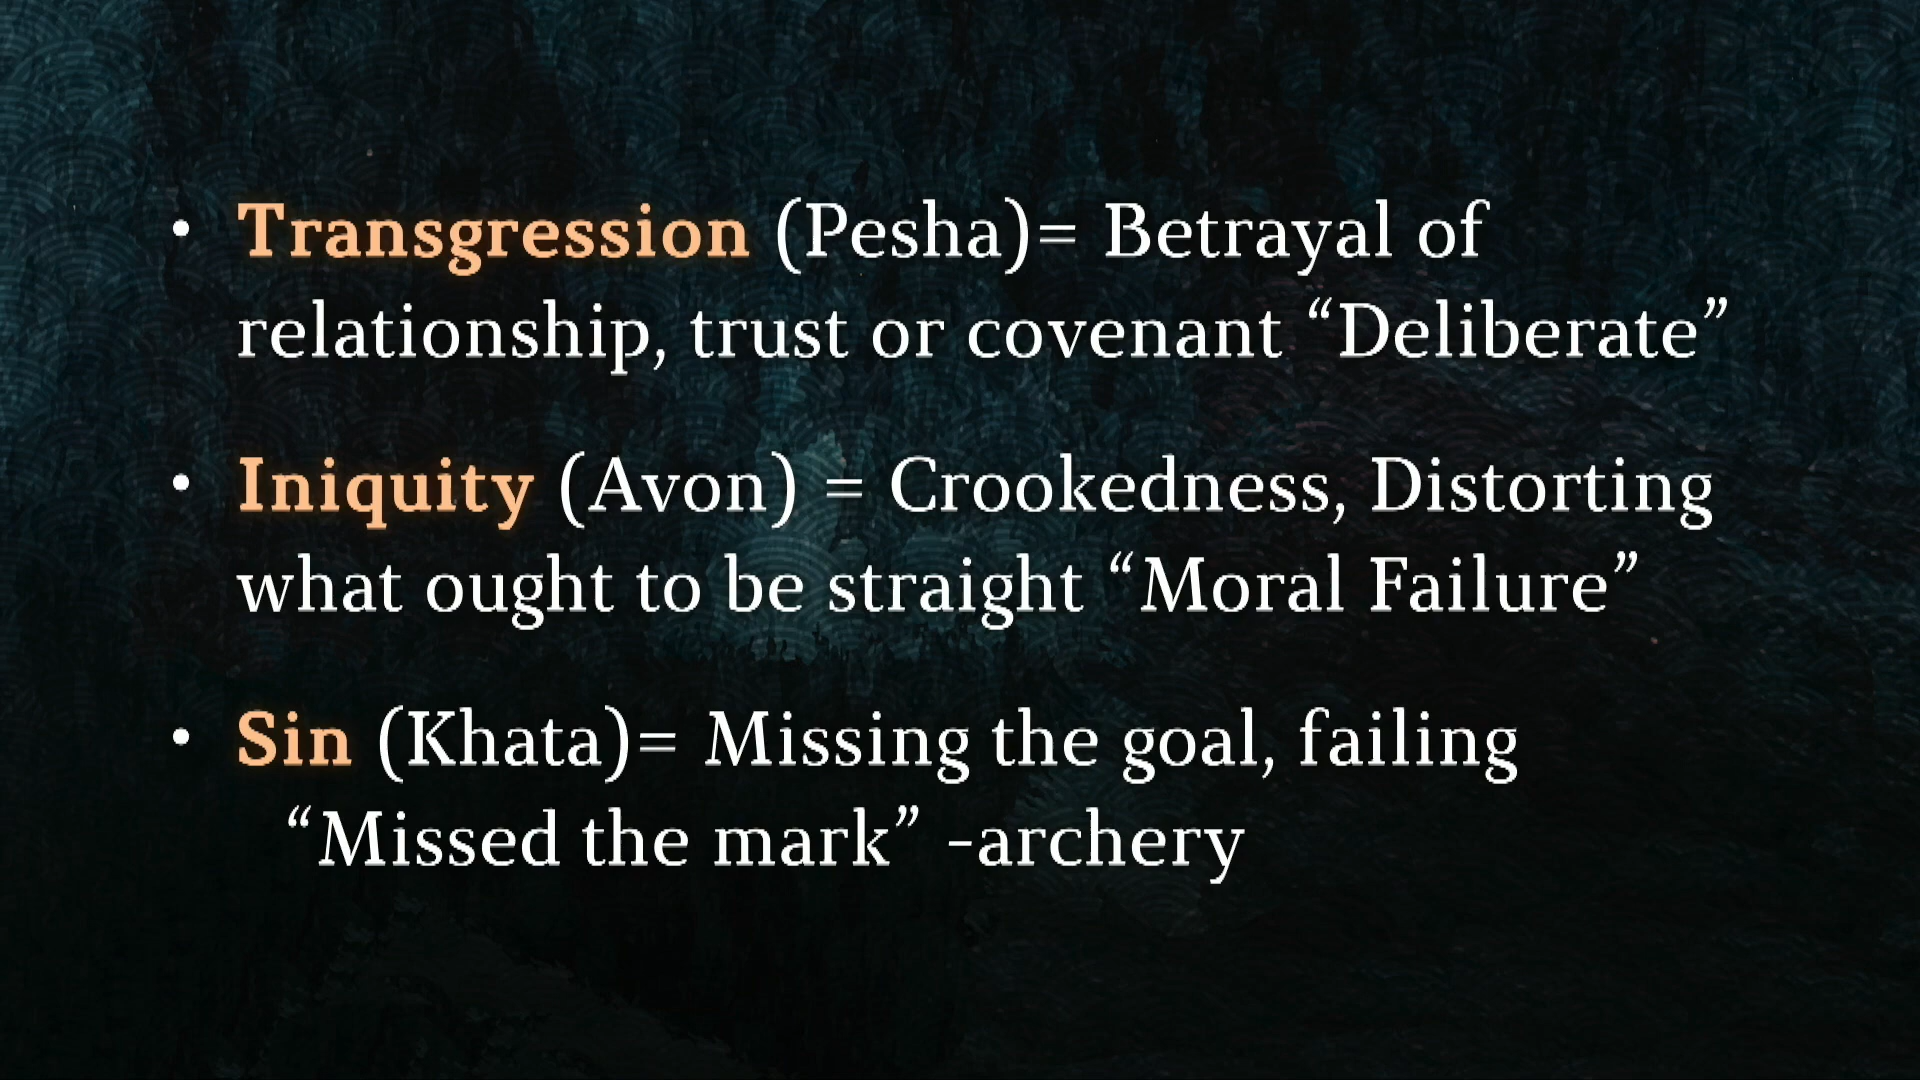 • Transgression (Pesha)= Betrayal of
relationship, trust or covenant “Deliberate”
• Iniquity (Avon) = Crookedness, Distorting
what ought to be straight “Moral Failure”
• Sin (Khata)= Missing the goal, failing
“Missed the mark” -archery